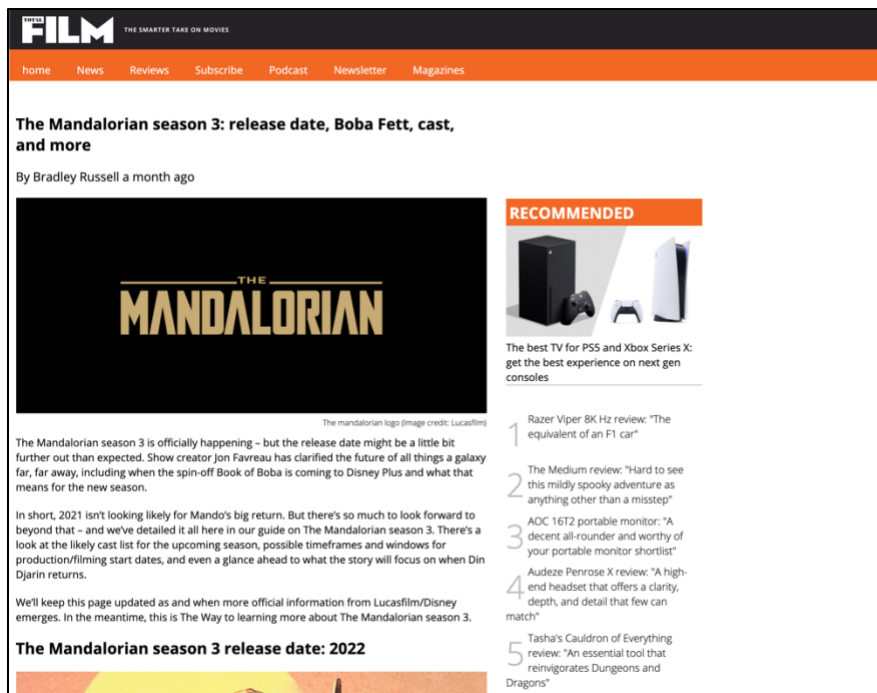 TOTAL
FILM
THE SMARTER TAKE ON MOVIES
home News Reviews Subscribe Podcast Newsletter Magazines
The Mandalorian season 3: release date, Boba Fett, cast,
and more
By Bradley Russell a month ago
THE
MANDALORIAN
The mandalorian logo (Image credit: Lucasfilm)
The Mandalorian season 3 is officially happening – but the release date might be a little bit
further out than expected. Show creator Jon Favreau has clarified the future of all things a galaxy
far, far away, including when the spin-off Book of Boba is coming to Disney Plus and what that
means for the new season.
In short, 2021 isn't looking likely for Mando's big return. But there's so much to look forward to
beyond that – and we've detailed it all here in our guide on The Mandalorian season 3. There's a
look at the likely cast list for the upcoming season, possible timeframes and windows for
production/filming start dates, and even a glance ahead to what the story will focus on when Din
Djarin returns.
We'll keep this page updated as and when more official information from Lucasfilm/Disney
emerges. In the meantime, this is The Way to learning more about The Mandalorian season 3.
The Mandalorian season 3 release date: 2022
RECOMMENDED
The best TV for PS5 and Xbox Series X:
get the best experience on next gen
consoles
1 Razer Viper 8K Hz review: "The
equivalent of an F1 car"
2 The Medium review: "Hard to see
this mildly spooky adventure as
anything other than a misstep"
3 AOC 16T2 portable monitor: "A
decent all-rounder and worthy of
your portable monitor shortlist"
4 Audeze Penrose X review: "A high-
end headset that offers a clarity,
depth, and detail that few can
match"
5 Tasha's Cauldron of Everything
review: "An essential tool that
reinvigorates Dungeons and
Dragons"